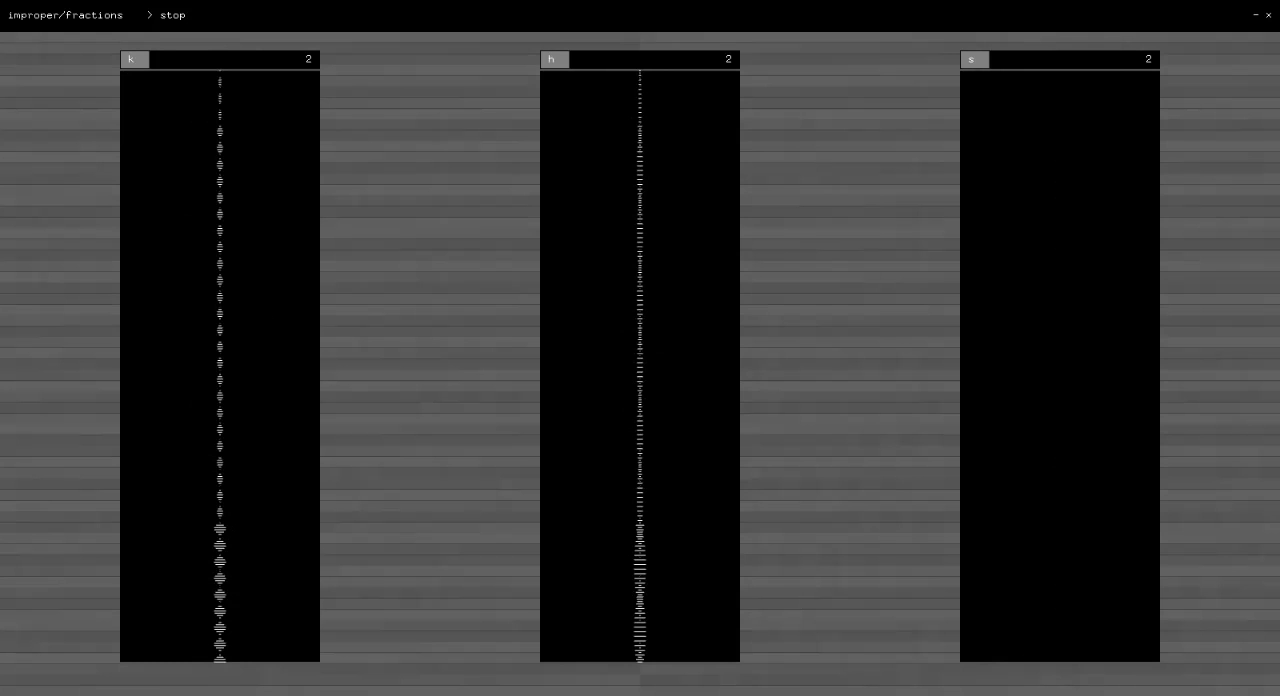 improper/fractions > stop - ×
k 2
h 2
s 2